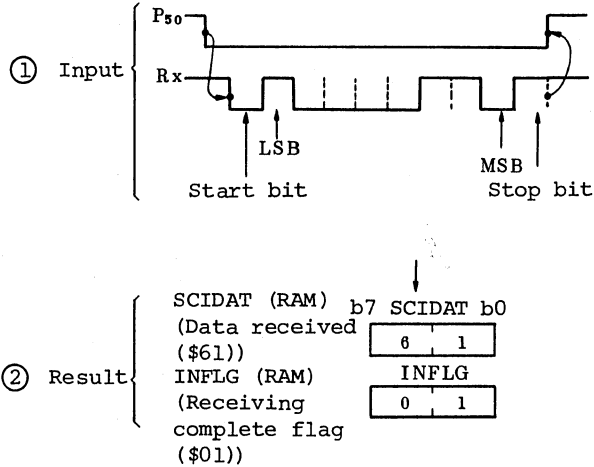 P50
① Input
Rx
LSB
MSB
Start bit
Stop bit
SCIDAT (RAM)
(Data received
($61))
b7 SCIDAT b0
6 1
② Result
INFLG (RAM)
(Receiving
complete flag
($01))
INFLG
0 1